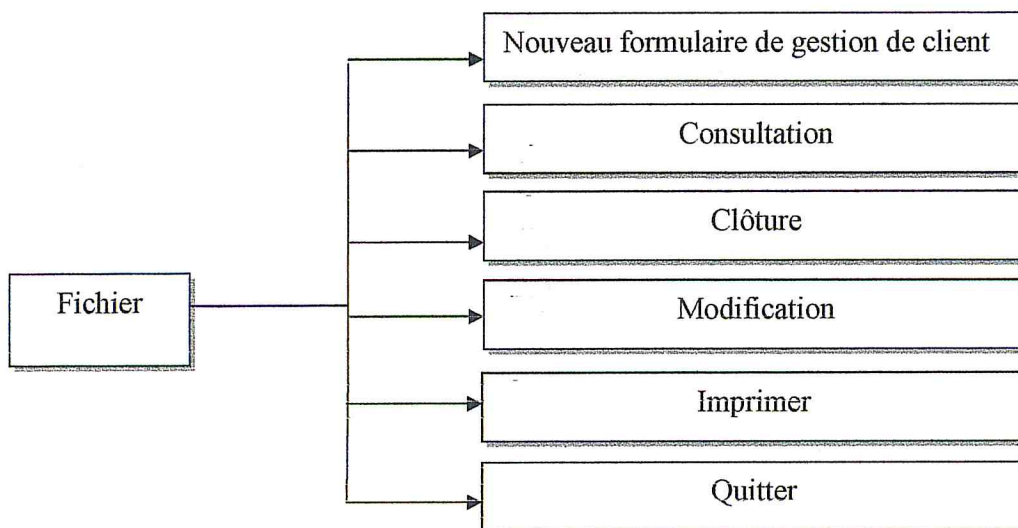 Nouveau formulaire de gestion de client
Consultation
Clôture
Fichier
Modification
Imprimer
Quitter